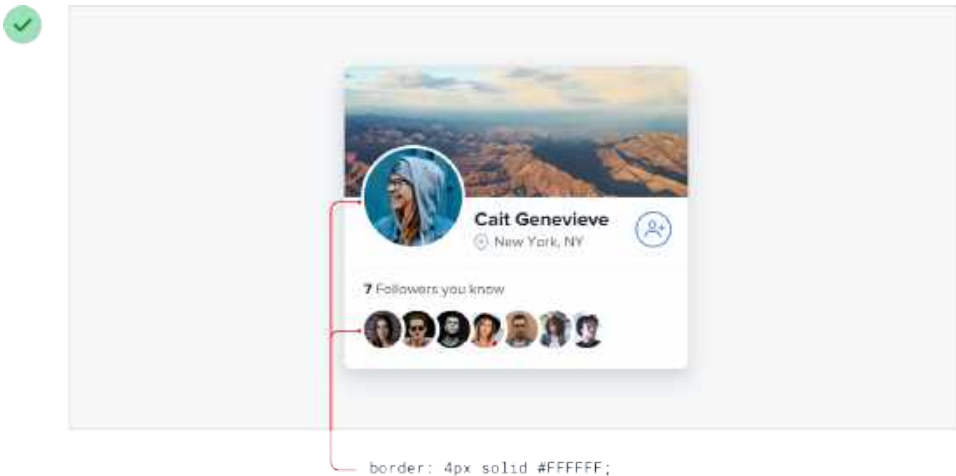 Cait Genevieve
New York, NY
7 Followers you know
border: 4px solid #FFFFFF;